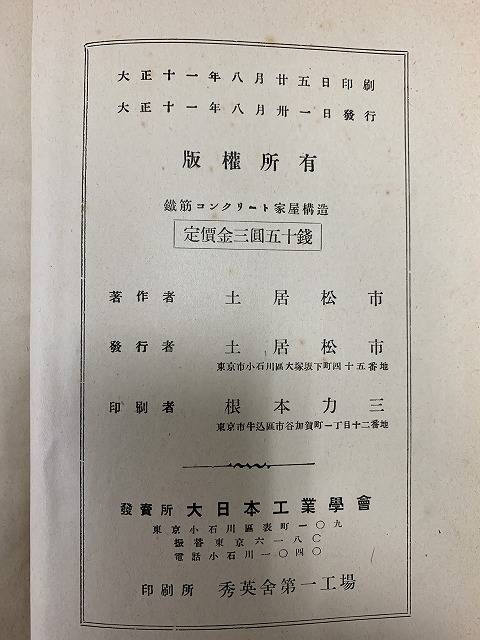 大正十一年八月廿五日印刷
大正十一年八月卅一日發行
版權所有
鐵筋コンクリート家屋構造
定價金三圓五十錢
著作者 土居松市
發行者 土居松市
東京市小石川區大塚坂下町四十五番地
印刷者 根本力三
東京市牛込區市谷加賀町一丁目十二番地
發賣所 大日本工業學會
東京小石川區表町一〇九
振替東京六一八〇
電話小石川一〇四〇
印刷所 秀英舍第一工場